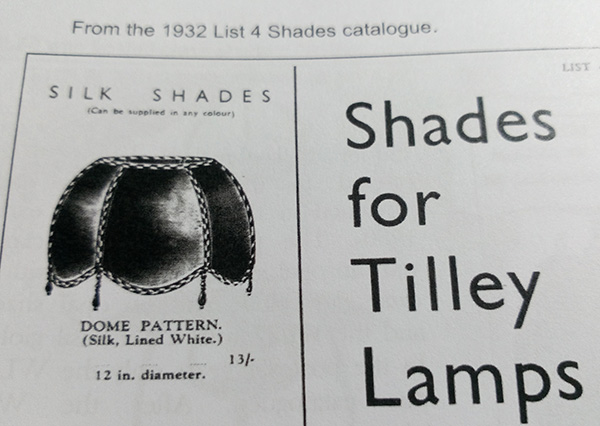 From the 1932 List 4 Shades catalogue.
SILK SHADES
(Can be supplied in any colour)
DOME PATTERN.
(Silk, Lined White.)
13/-
12 in. diameter.
LIST
Shades
for
Tilley
Lamps